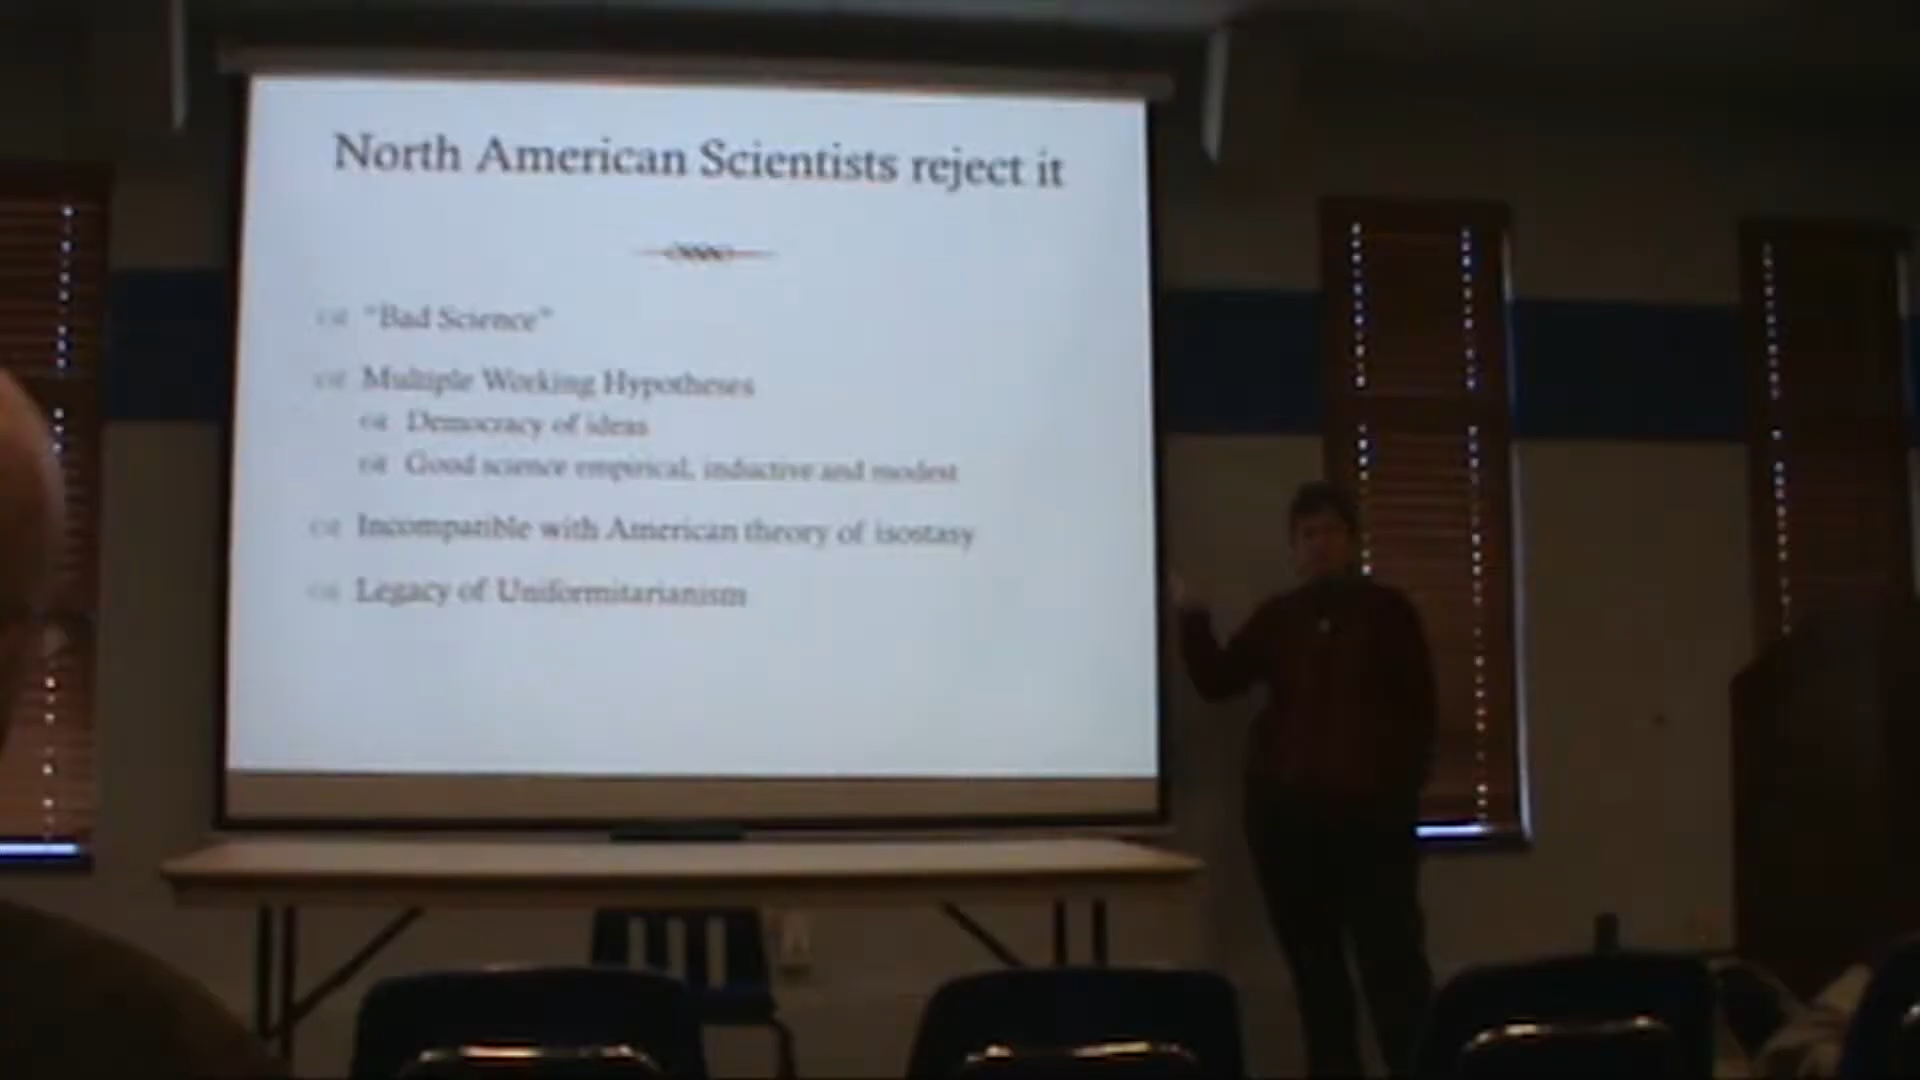 North American Scientists reject it
"Bad Science"
Multiple Working Hypotheses
Democracy of ideas
Good science empirical, inductive and modest
Incompatible with American theory of isostasy
Legacy of Uniformitarianism